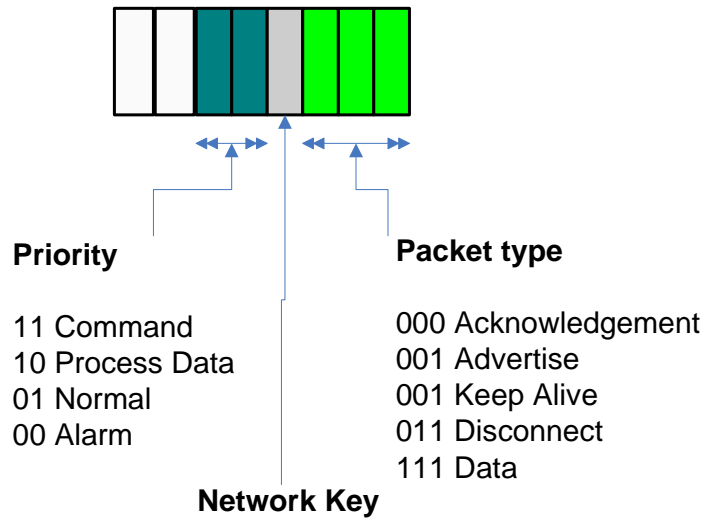 Priority
11 Command
10 Process Data
01 Normal
00 Alarm
Packet type
000 Acknowledgement
001 Advertise
001 Keep Alive
011 Disconnect
111 Data
Network Key